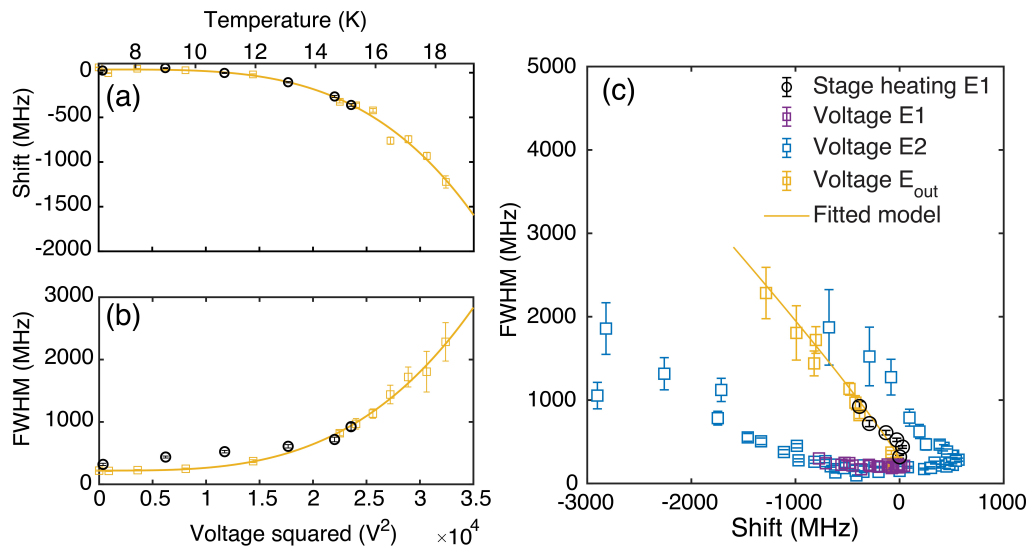 Temperature (K)
8 10 12 14 16 18
0
-500
-1000
-1500
-2000
Shift (MHz)
(a)
3000
2000
1000
0
FWHM (MHz)
(b)
0 0.5 1 1.5 2 2.5 3 3.5
Voltage squared (V²) ×10⁴
5000
4000
3000
2000
1000
0
FWHM (MHz)
(c)
Stage heating E1
Voltage E1
Voltage E2
Voltage E_out
Fitted model
-3000 -2000 -1000 0 1000
Shift (MHz)